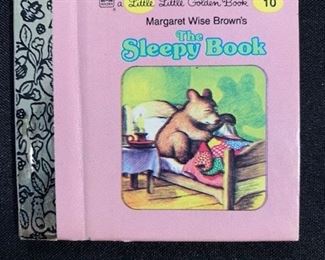 a Little Little Golden Book 10
Margaret Wise Brown's
The
Sleepy Book